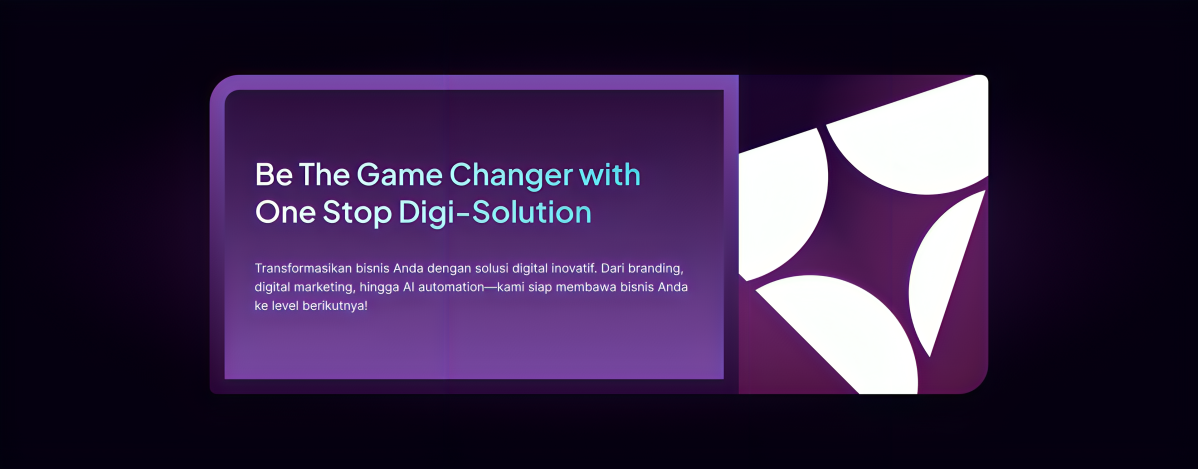 Be The Game Changer with
One Stop Digi-Solution
Transformasikan bisnis Anda dengan solusi digital inovatif. Dari branding,
digital marketing, hingga AI automation—kami siap membawa bisnis Anda
ke level berikutnya!